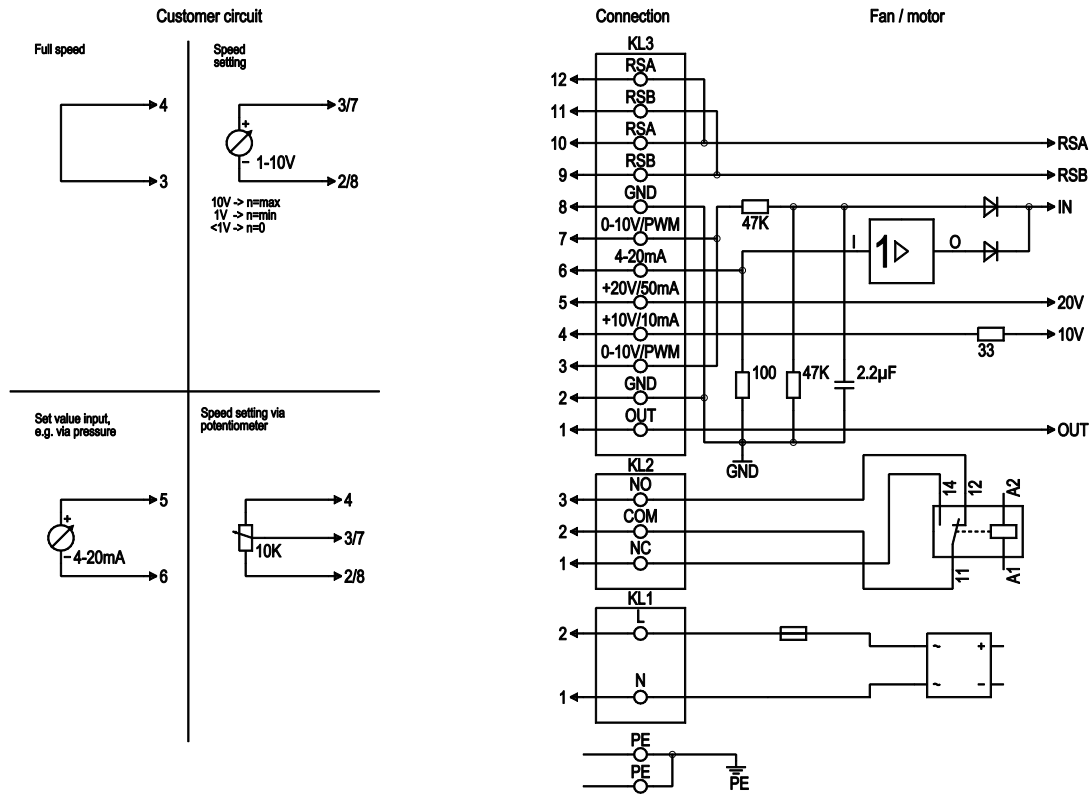 Customer circuit
Connection
Fan / motor
Full speed
4
3
Speed
setting
3/7
+
−
1-10V
2/8
10V -> n=max
1V -> n=min
<1V -> n=0
Set value input,
e.g. via pressure
5
+
−
4-20mA
6
Speed setting via
potentiometer
4
3/7
10K
2/8
KL3
12 RSA
11 RSB
10 RSA RSA
9 RSB RSB
8 GND IN
47K
7 0-10V/PWM
I 1 O
6 4-20mA
5 +20V/50mA 20V
4 +10V/10mA 10V
33
3 0-10V/PWM
100 47K 2.2µF
2 GND
1 OUT OUT
GND
KL2
3 NO
2 COM
1 NC
14
12
A2
11
A1
KL1
2 L
1 N
~ +
~ −
PE
PE
PE